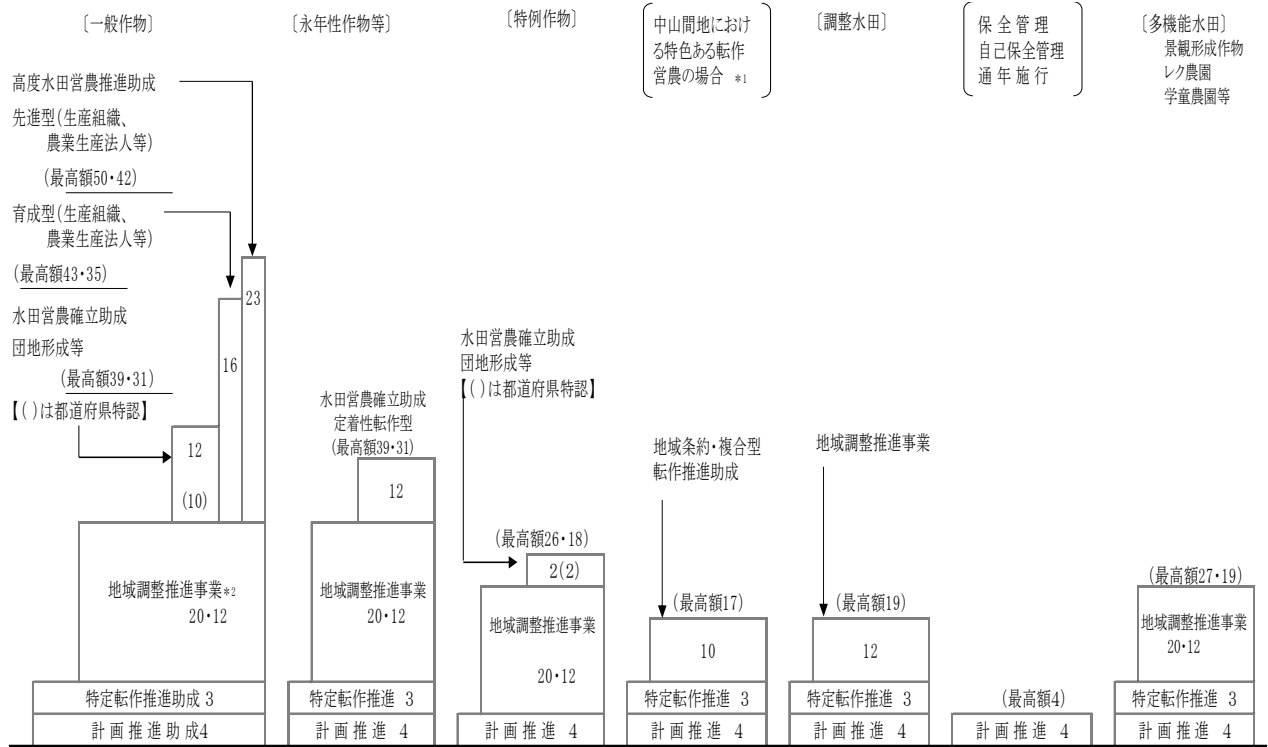 〔一般作物〕
高度水田営農推進助成
先進型(生産組織、
農業生産法人等)
(最高額50・42)
育成型(生産組織、
農業生産法人等)
(最高額43・35)
水田営農確立助成
団地形成等
(最高額39・31)
【( )は都道府県特認】
23
16
12
(10)
地域調整推進事業*2
20・12
特定転作推進助成 3
計画推進助成4
〔永年性作物等〕
水田営農確立助成
定着性転作型
(最高額39・31)
12
地域調整推進事業
20・12
特定転作推進 3
計画推進 4
〔特例作物〕
水田営農確立助成
団地形成等
【( )は都道府県特認】
(最高額26・18)
2(2)
地域調整推進事業
20・12
計画推進 4
中山間地におけ
る特色ある転作
営農の場合 *1
地域条約・複合型
転作推進助成
(最高額17)
10
特定転作推進 3
計画推進 4
〔調整水田〕
地域調整推進事業
(最高額19)
12
特定転作推進 3
計画推進 4
保全管理
自己保全管理
通年施行
(最高額4)
計画推進 4
〔多機能水田〕
景観形成作物
レク農園
学童農園等
(最高額27・19)
地域調整推進事業
20・12
特定転作推進 3
計画推進 4